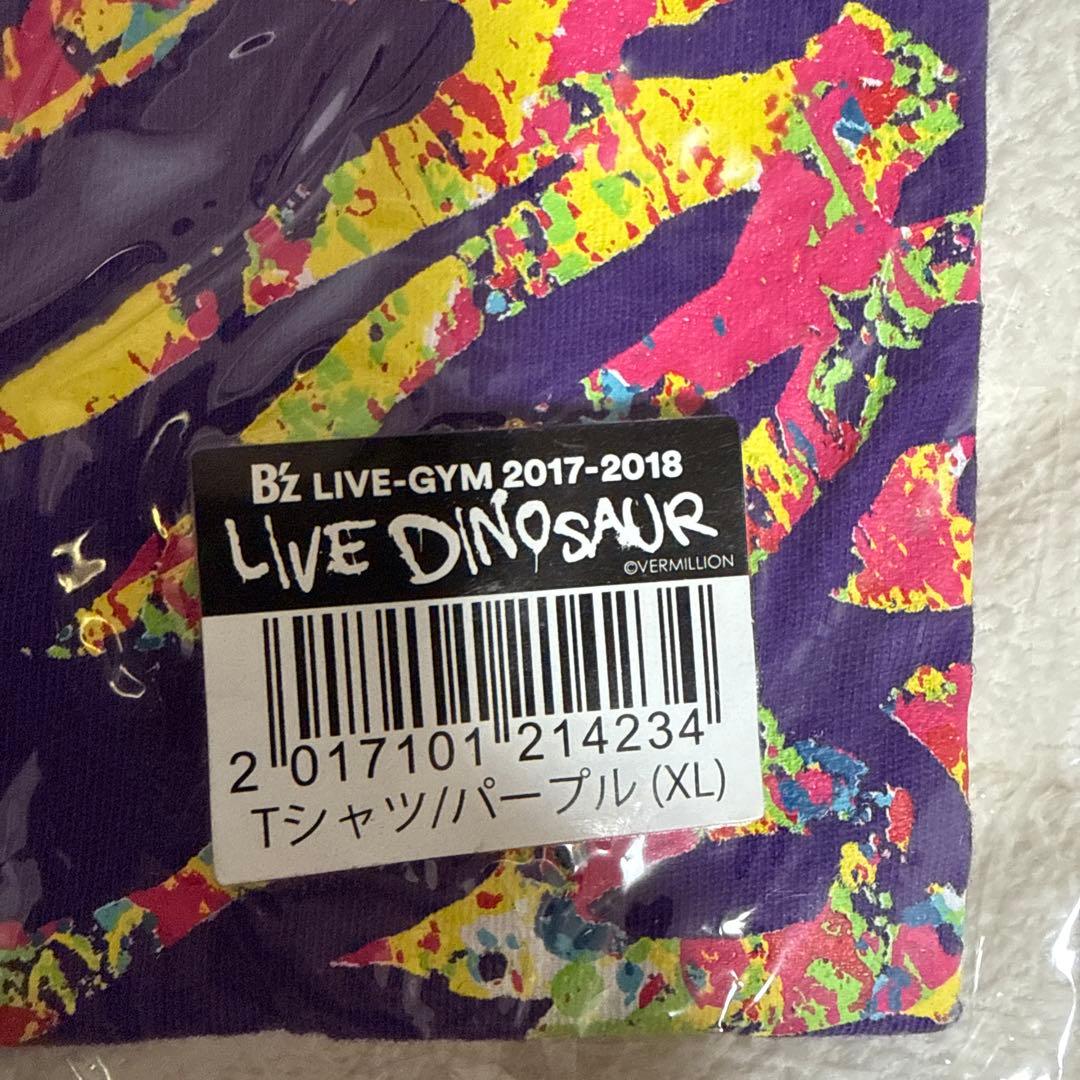 B'z LIVE-GYM 2017-2018
LIVE DINOSAUR
©VERMILLION
2 017101 214234
Tシャツ/パープル (XL)